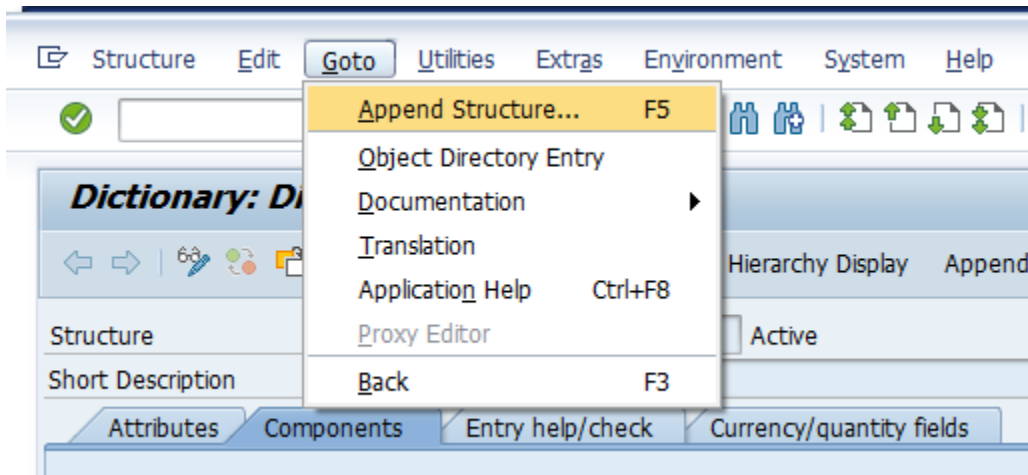 Structure Edit Goto Utilities Extras Environment System Help
Append Structure... F5
Object Directory Entry
Dictionary:
Documentation
Translation
Hierarchy Display Append
Application Help Ctrl+F8
Structure
Proxy Editor
Active
Short Description
Back F3
Attributes Components Entry help/check Currency/quantity fields